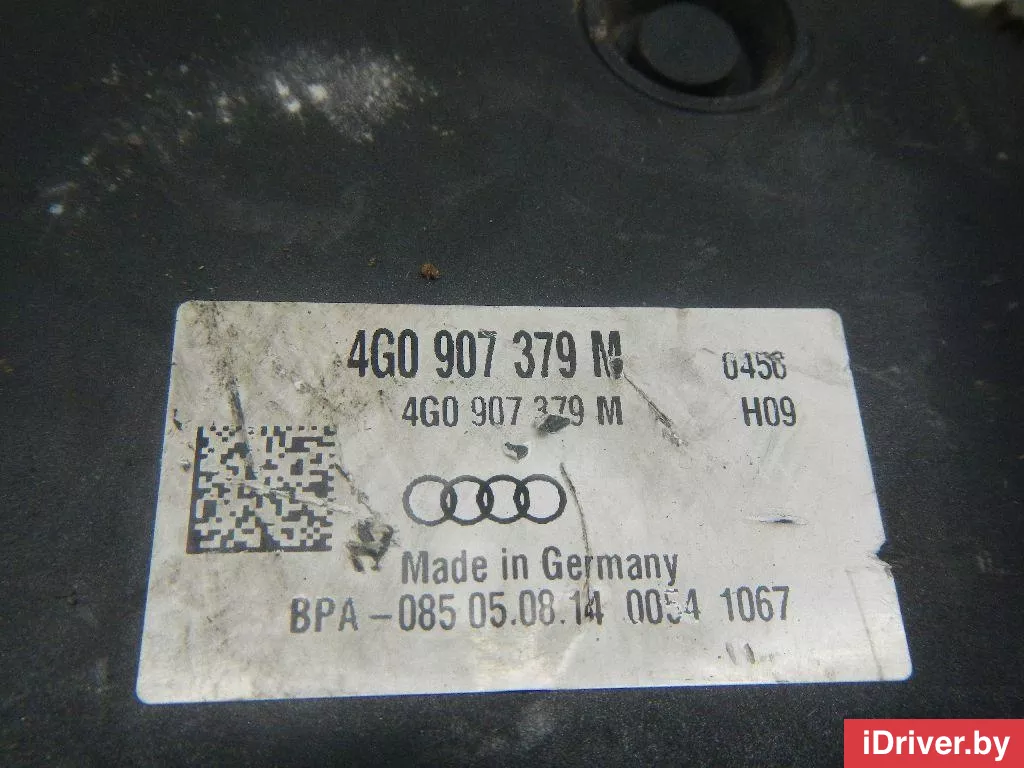 4G0 907 379 M 0456
4G0 907 379 M H09
Made in Germany
BPA-085 05.08.14 0054 1067
iDriver.by